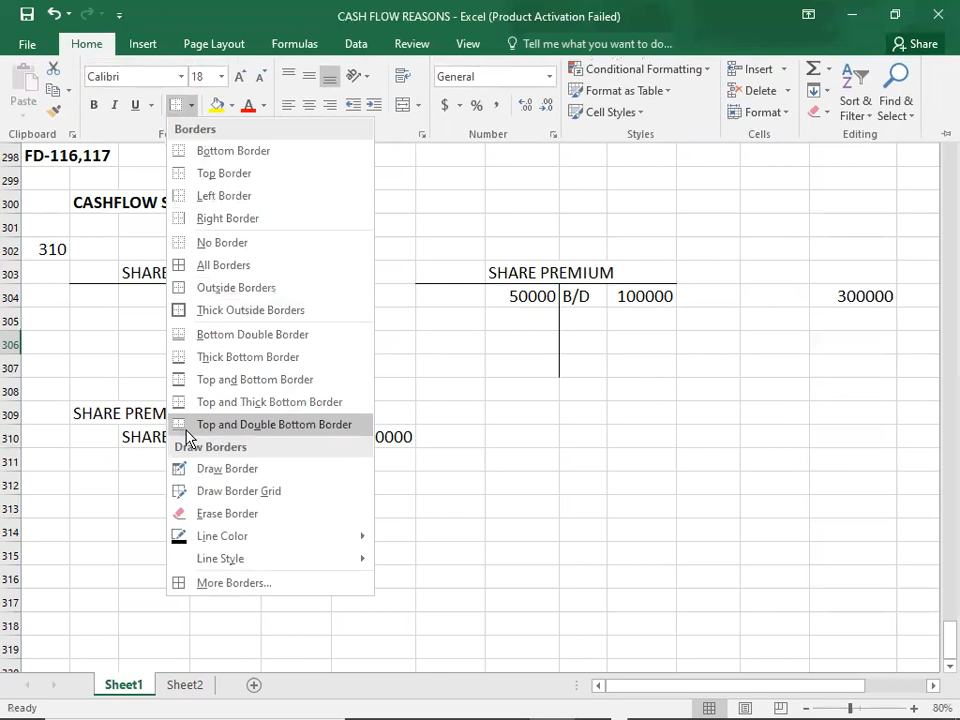 CASH FLOW REASONS - Excel (Product Activation Failed)
File Home Insert Page Layout Formulas Data Review View Tell me what you want to do... Share
Paste Calibri 18 General Conditional Formatting Insert
B I U $ % Format as Table Delete Sort & Find &
Cell Styles Format Filter Select
Clipboard Number Styles Cells Editing
Borders
Bottom Border
Top Border
Left Border
Right Border
No Border
All Borders
Outside Borders
Thick Outside Borders
Bottom Double Border
Thick Bottom Border
Top and Bottom Border
Top and Thick Bottom Border
Top and Double Bottom Border
Draw Borders
Draw Border
Draw Border Grid
Erase Border
Line Color
Line Style
More Borders...
298 FD-116,117
299
300 CASHFLOW S
301
302 310
303 SHARE SHARE PREMIUM
304 50000 B/D 100000 300000
305
306
307
308
309 SHARE PREM
310 SHARE 0000
311
312
313
314
315
316
317
318
319
Sheet1 Sheet2
Ready 80%